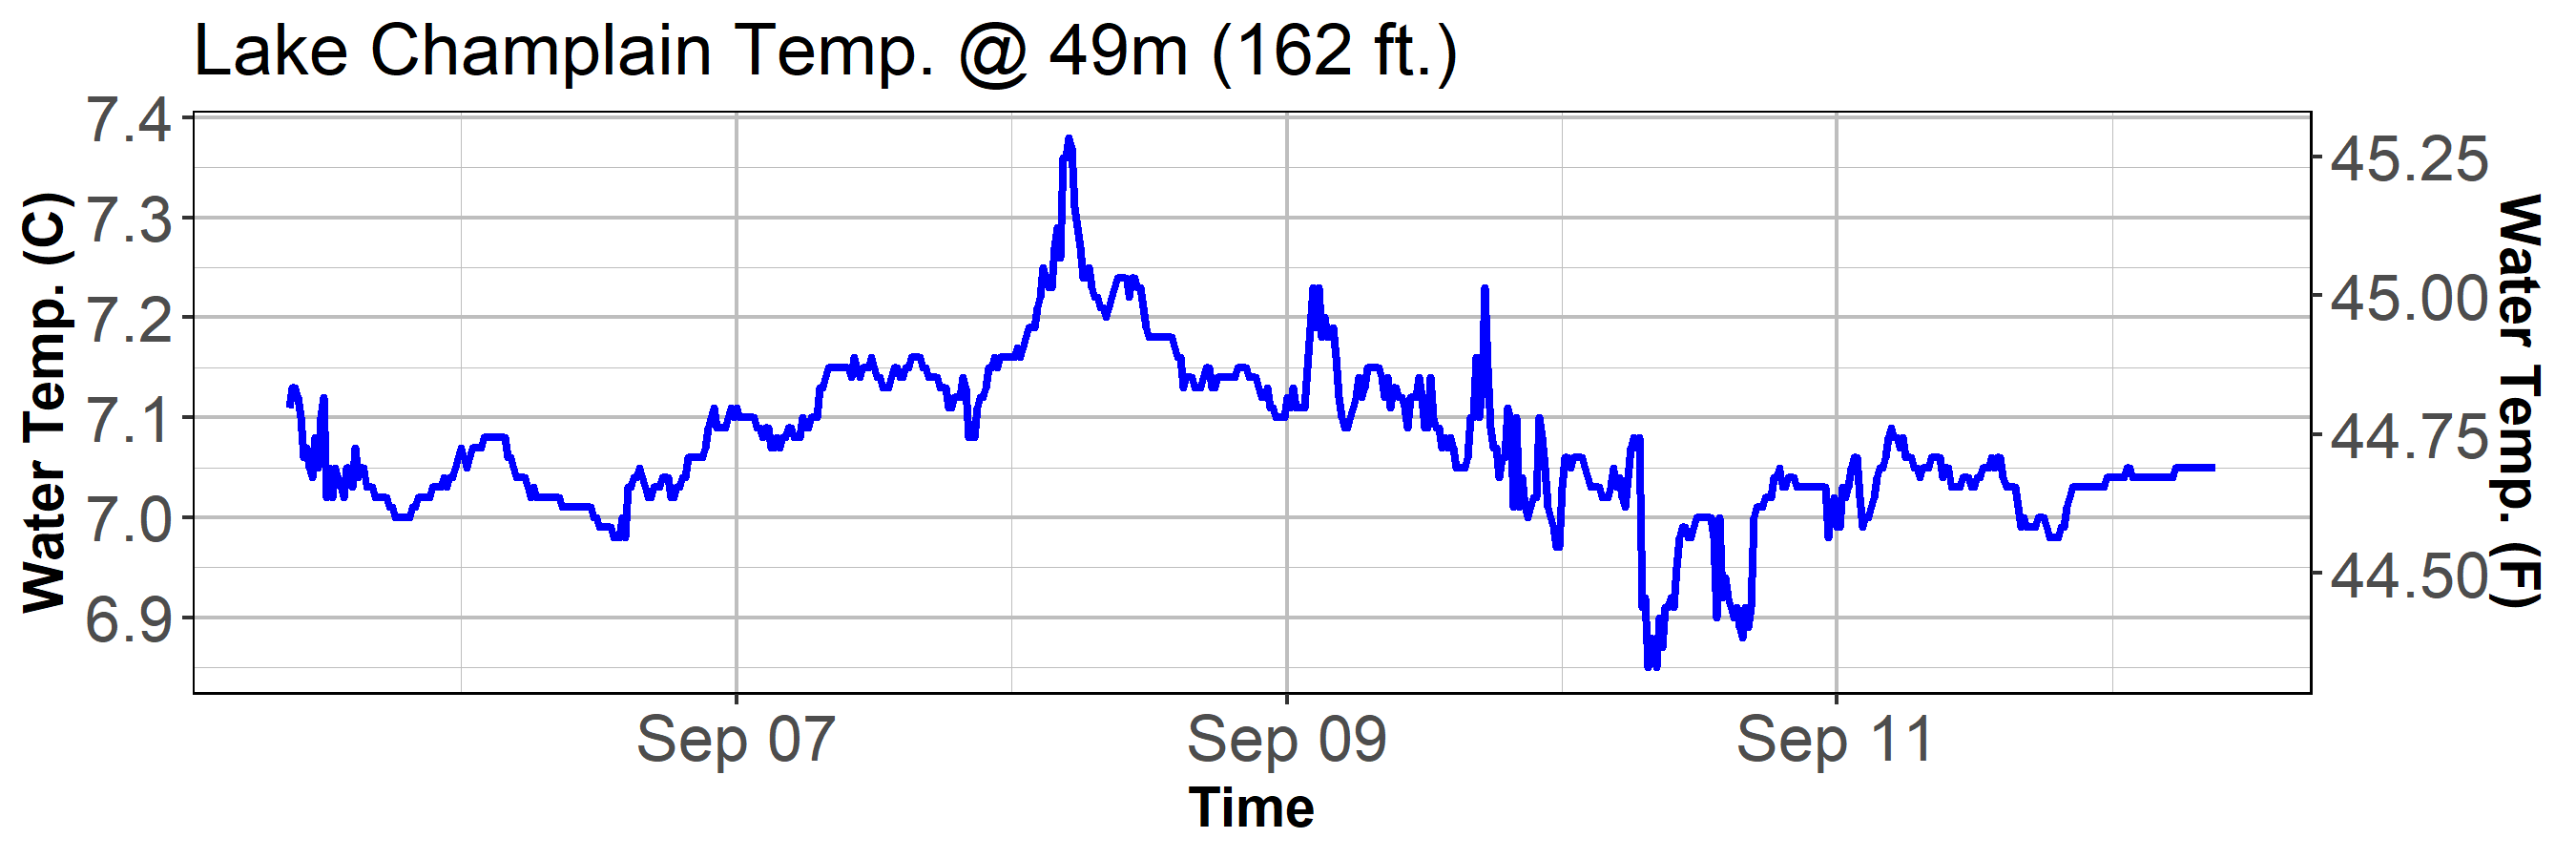 Lake Champlain Temp. @ 49m (162 ft.)
Water Temp. (C)
7.4
7.3
7.2
7.1
7.0
6.9
45.25
45.00
44.75
44.50
Water Temp. (F)
Sep 07
Sep 09
Sep 11
Time